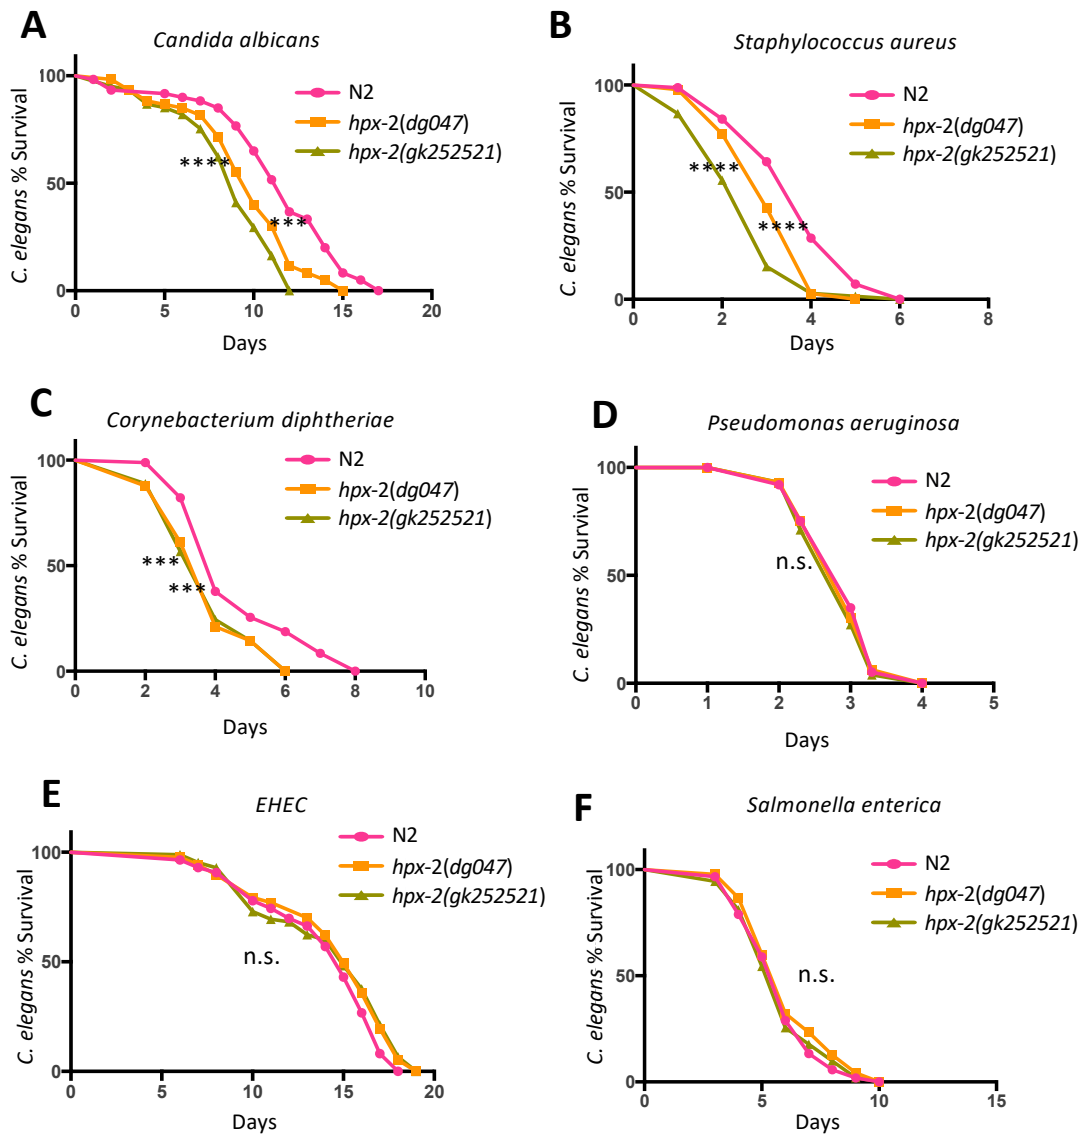 A
Candida albicans
C. elegans % Survival
100
50
0
N2
hpx-2(dg047)
hpx-2(gk252521)
****
***
0 5 10 15 20
Days
B
Staphylococcus aureus
C. elegans % Survival
100
50
0
N2
hpx-2(dg047)
hpx-2(gk252521)
****
****
0 2 4 6 8
Days
C
Corynebacterium diphtheriae
C. elegans % Survival
100
50
0
N2
hpx-2(dg047)
hpx-2(gk252521)
***
***
0 2 4 6 8 10
Days
D
Pseudomonas aeruginosa
C. elegans % Survival
100
50
0
N2
hpx-2(dg047)
hpx-2(gk252521)
n.s.
0 1 2 3 4 5
Days
E
EHEC
C. elegans % Survival
100
50
0
N2
hpx-2(dg047)
hpx-2(gk252521)
n.s.
0 10 15 20
Days
F
Salmonella enterica
C. elegans % Survival
100
50
0
N2
hpx-2(dg047)
hpx-2(gk252521)
n.s.
0 5 10 15
Days